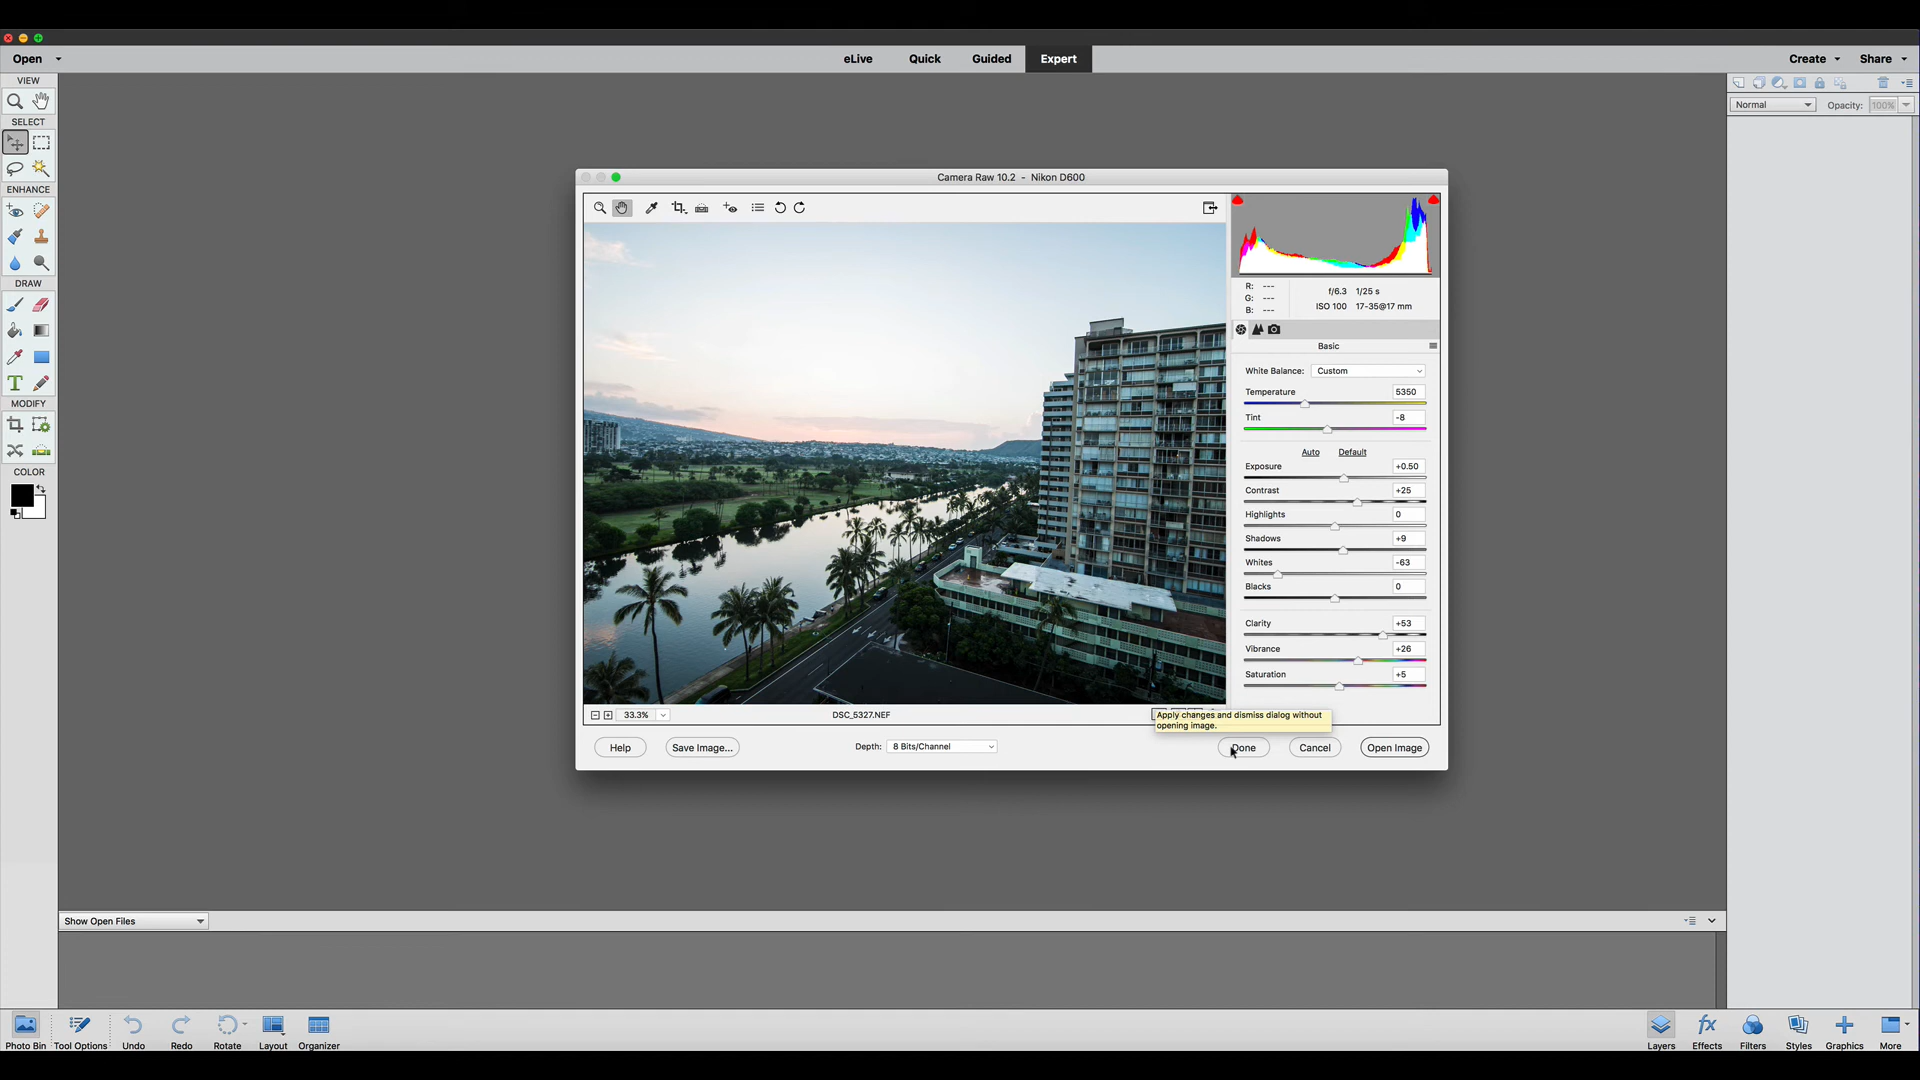 Open
eLive
Quick
Guided
Expert
Create
Share
VIEW
SELECT
ENHANCE
DRAW
MODIFY
COLOR
Normal
Opacity: 100%
Camera Raw 10.2 - Nikon D600
R: ---
G: ---
B: ---
f/6.3 1/25 s
ISO 100 17-35@17 mm
Basic
White Balance: Custom
Temperature 5350
Tint -8
Auto Default
Exposure +0.50
Contrast +25
Highlights 0
Shadows +9
Whites -63
Blacks 0
Clarity +53
Vibrance +26
Saturation +5
33.3%
DSC_5327.NEF
Apply changes and dismiss dialog without
opening image.
Help
Save Image...
Depth: 8 Bits/Channel
Done
Cancel
Open Image
Show Open Files
Photo Bin
Tool Options
Undo
Redo
Rotate
Layout
Organizer
Layers
Effects
Filters
Styles
Graphics
More